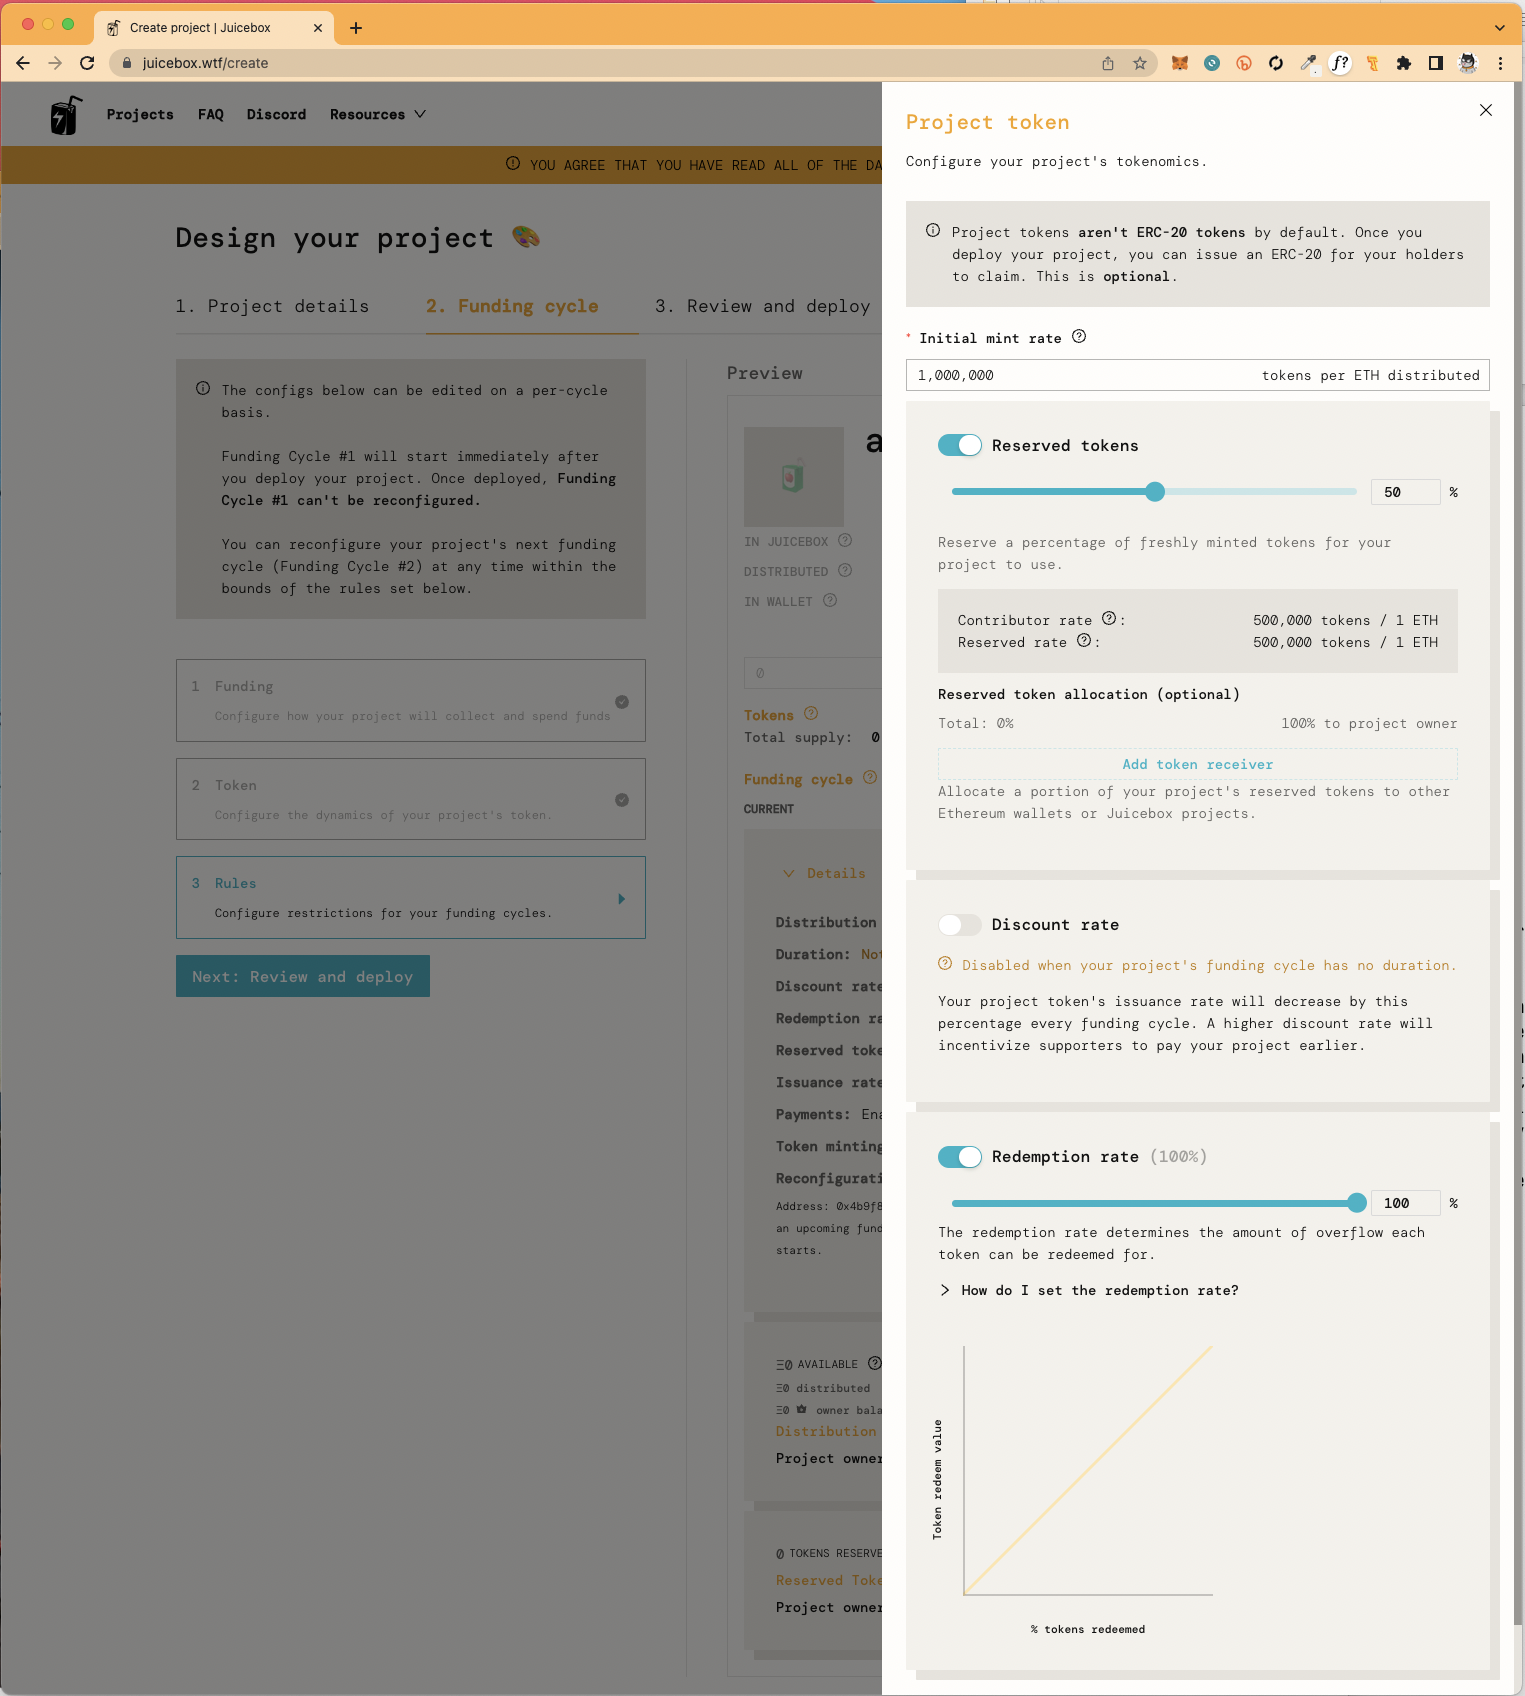 Create project | Juicebox
juicebox.wtf/create
Projects FAQ Discord Resources
YOU AGREE THAT YOU HAVE READ ALL OF THE DA
Design your project
1. Project details 2. Funding cycle 3. Review and deploy
The configs below can be edited on a per-cycle
basis.
Funding Cycle #1 will start immediately after
you deploy your project. Once deployed, Funding
Cycle #1 can't be reconfigured.
You can reconfigure your project's next funding
cycle (Funding Cycle #2) at any time within the
bounds of the rules set below.
1 Funding
Configure how your project will collect and spend funds
2 Token
Configure the dynamics of your project's token.
3 Rules
Configure restrictions for your funding cycles.
Next: Review and deploy
Preview
a
IN JUICEBOX
DISTRIBUTED
IN WALLET
0
Tokens
Total supply: 0
Funding cycle
CURRENT
Details
Distribution
Duration: Not
Discount rate
Redemption ra
Reserved toke
Issuance rate
Payments: Ena
Token minting
Reconfigurati
Address: 0x4b9f8
an upcoming fund
starts.
Ξ0 AVAILABLE
Ξ0 distributed
Ξ0 owner bala
Distribution
Project owner
0 TOKENS RESERVE
Reserved Toke
Project owner
Project token
Configure your project's tokenomics.
Project tokens aren't ERC-20 tokens by default. Once you
deploy your project, you can issue an ERC-20 for your holders
to claim. This is optional.
* Initial mint rate
1,000,000 tokens per ETH distributed
Reserved tokens
50 %
Reserve a percentage of freshly minted tokens for your
project to use.
Contributor rate : 500,000 tokens / 1 ETH
Reserved rate : 500,000 tokens / 1 ETH
Reserved token allocation (optional)
Total: 0% 100% to project owner
Add token receiver
Allocate a portion of your project's reserved tokens to other
Ethereum wallets or Juicebox projects.
Discount rate
Disabled when your project's funding cycle has no duration.
Your project token's issuance rate will decrease by this
percentage every funding cycle. A higher discount rate will
incentivize supporters to pay your project earlier.
Redemption rate (100%)
100 %
The redemption rate determines the amount of overflow each
token can be redeemed for.
How do I set the redemption rate?
Token redeem value
% tokens redeemed